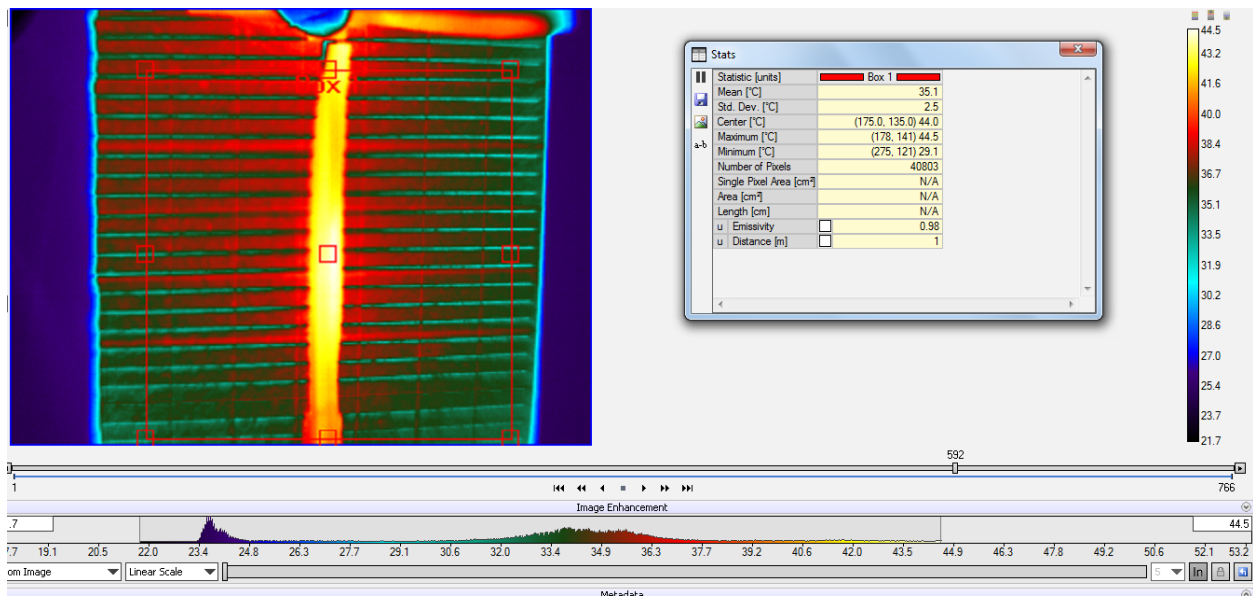 Box
Stats
Statistic [units] Box 1
Mean [°C] 35.1
Std. Dev. [°C] 2.5
Center [°C] (175.0, 135.0) 44.0
Maximum [°C] (178, 141) 44.5
Minimum [°C] (275, 121) 29.1
Number of Pixels 40803
Single Pixel Area [cm²] N/A
Area [cm²] N/A
Length [cm] N/A
u Emissivity 0.98
u Distance [m] 1
a-b
44.5
43.2
41.6
40.0
38.4
36.7
35.1
33.5
31.9
30.2
28.6
27.0
25.4
23.7
21.7
592
1 766
Image Enhancement
.7 44.5
7.7 19.1 20.5 22.0 23.4 24.8 26.3 27.7 29.1 30.6 32.0 33.4 34.9 36.3 37.7 39.2 40.6 42.0 43.5 44.9 46.3 47.8 49.2 50.6 52.1 53.2
om Image Linear Scale 5 In
Metadata